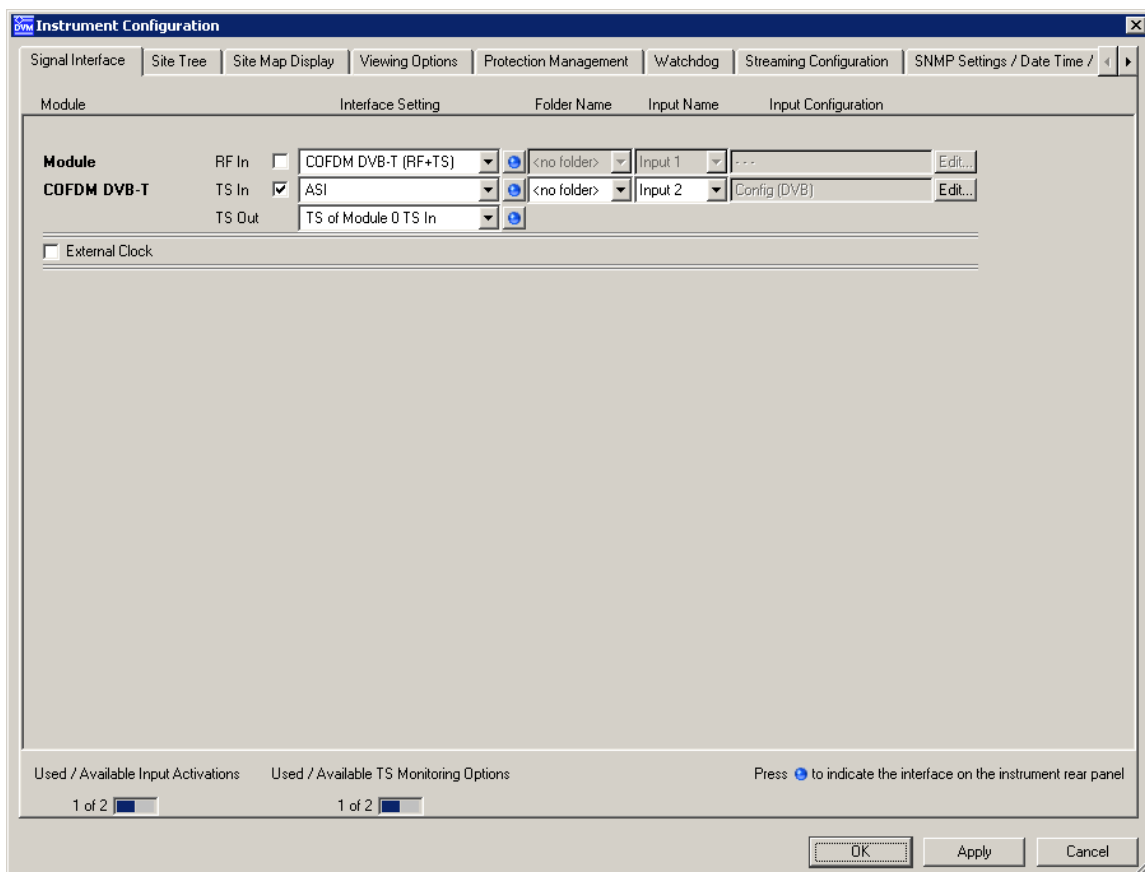 DVM Instrument Configuration
Signal Interface Site Tree Site Map Display Viewing Options Protection Management Watchdog Streaming Configuration SNMP Settings / Date Time /
Module Interface Setting Folder Name Input Name Input Configuration
Module RF In COFDM DVB-T (RF+TS) <no folder> Input 1 - - - Edit...
COFDM DVB-T TS In ASI <no folder> Input 2 Config (DVB) Edit...
TS Out TS of Module 0 TS In
External Clock
Used / Available Input Activations Used / Available TS Monitoring Options Press to indicate the interface on the instrument rear panel
1 of 2 1 of 2
OK Apply Cancel